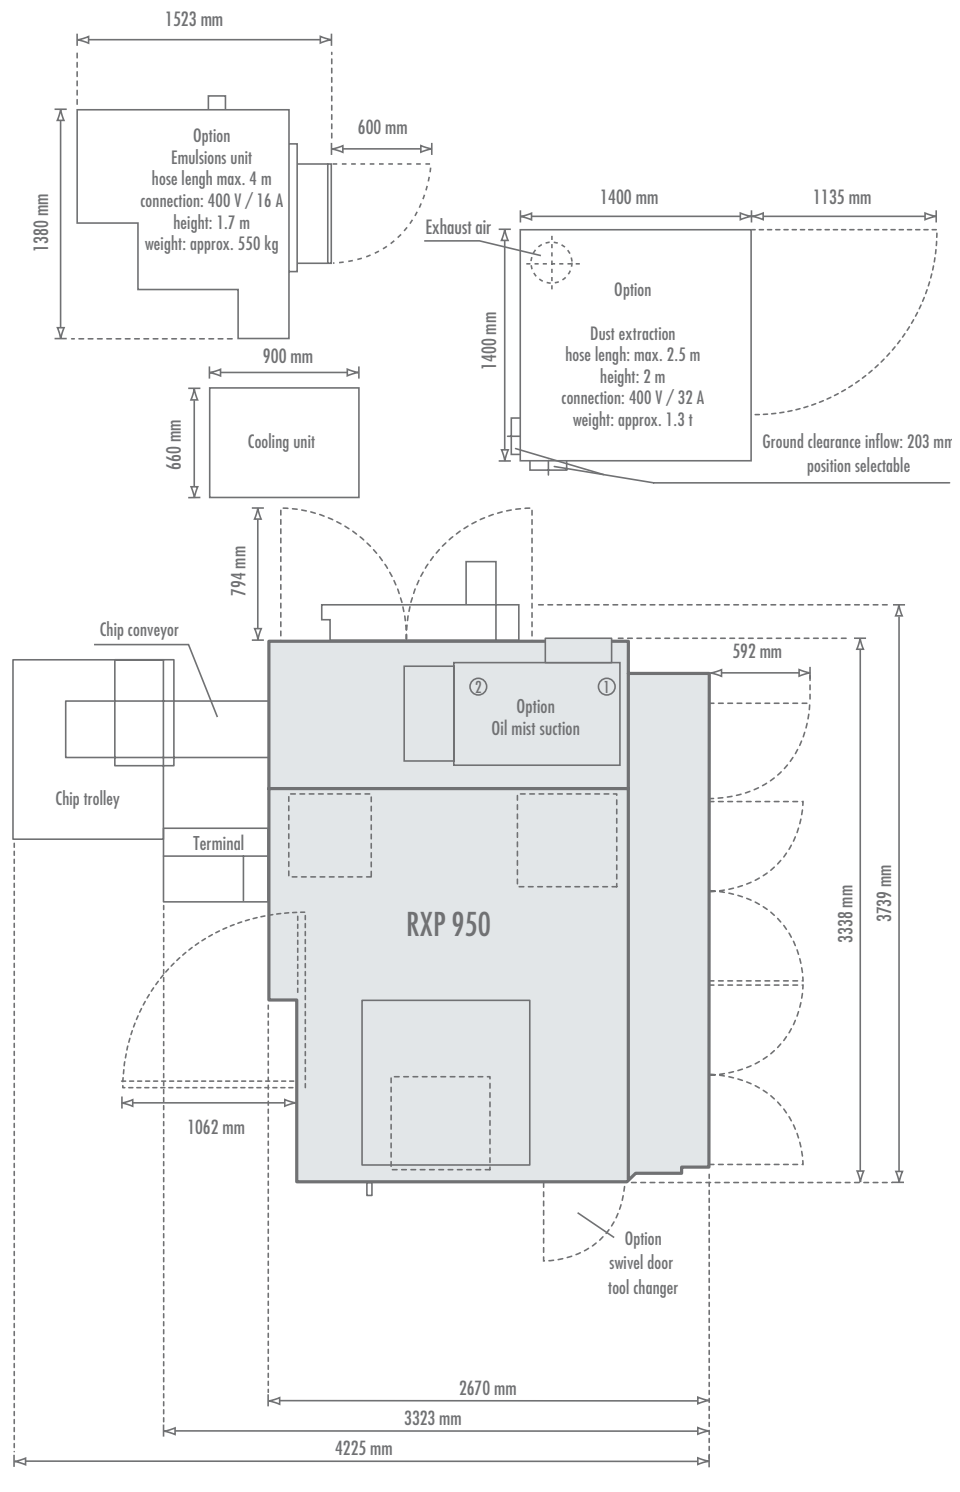 1523 mm
600 mm
Option
Emulsions unit
hose lengh max. 4 m
connection: 400 V / 16 A
height: 1.7 m
weight: approx. 550 kg
1380 mm
1400 mm
1135 mm
Exhaust air
Option
Dust extraction
hose lengh: max. 2.5 m
height: 2 m
connection: 400 V / 32 A
weight: approx. 1.3 t
1400 mm
900 mm
660 mm
Cooling unit
Ground clearance inflow: 203 mm
position selectable
794 mm
Chip conveyor
592 mm
2
1
Option
Oil mist suction
Chip trolley
Terminal
RXP 950
3338 mm
3739 mm
1062 mm
Option
swivel door
tool changer
2670 mm
3323 mm
4225 mm